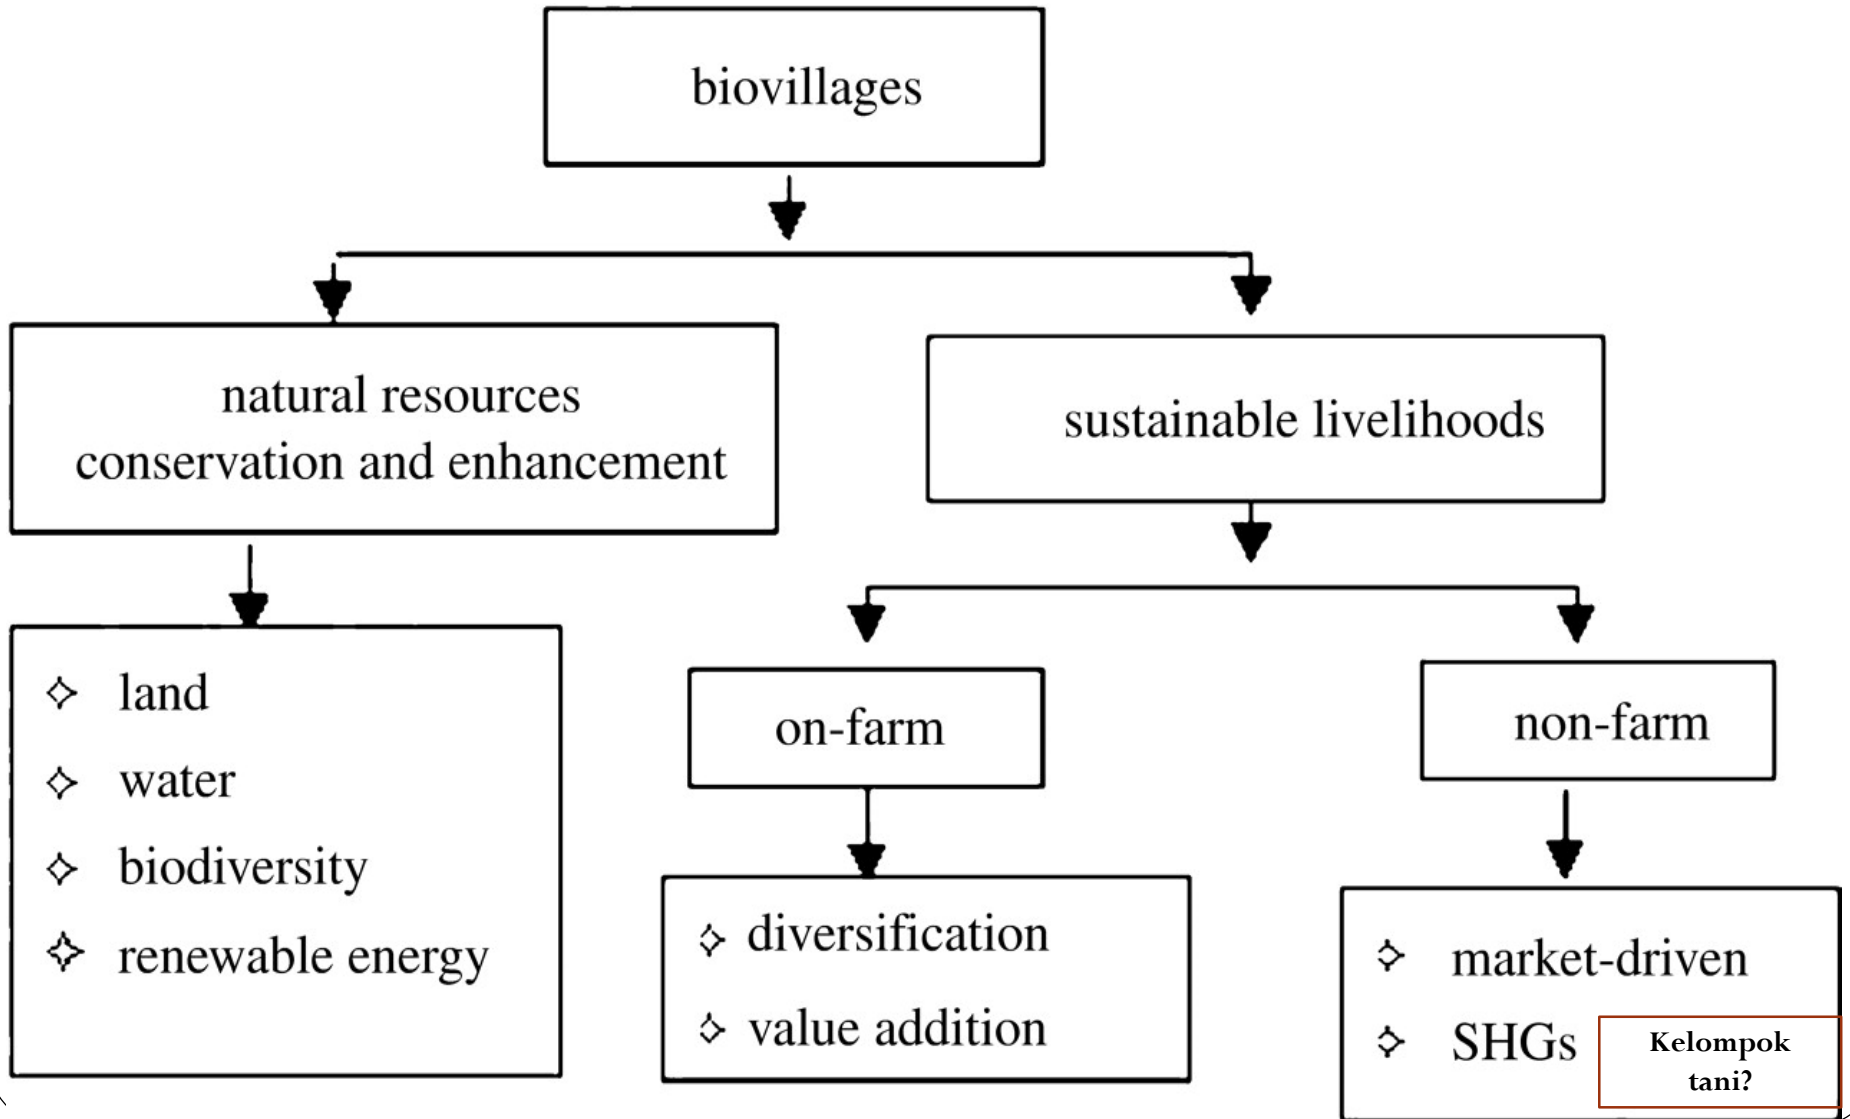 biovillages
natural resources
conservation and enhancement
sustainable livelihoods
land
water
biodiversity
renewable energy
on-farm
non-farm
diversification
value addition
market-driven
SHGs
Kelompok
tani?